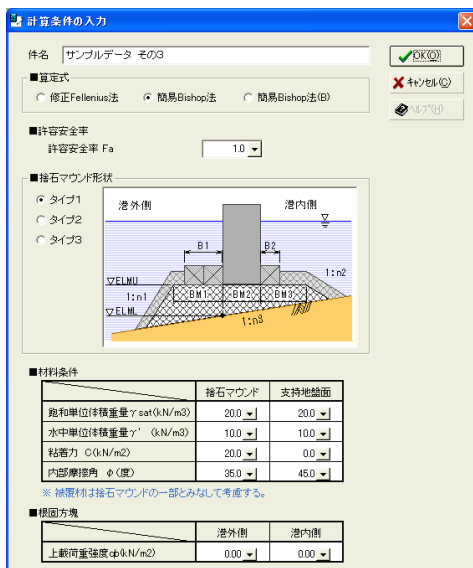 計算条件の入力
件名 サンプルデータ その3
OK(O)
キャンセル(C)
ヘルプ(H)
■算定式
修正Fellenius法 簡易Bishop法 簡易Bishop法(B)
■許容安全率
許容安全率 Fa 1.0
■捨石マウンド形状
タイプ1
タイプ2
タイプ3
港外側 港内側
B1 B2
▽ELMU 1:n2
1:n1 BM1 BM2 BM3
▽ELML
1:n3
■材料条件
捨石マウンド 支持地盤面
飽和単位体積重量γsat(kN/m3) 20.0 20.0
水中単位体積重量γ' (kN/m3) 10.0 10.0
粘着力 C(kN/m2) 20.0 0.0
内部摩擦角 φ(度) 35.0 45.0
※ 被覆材は捨石マウンドの一部とみなして考慮する。
■根固方塊
港外側 港内側
上載荷重強度qb(kN/m2) 0.00 0.00